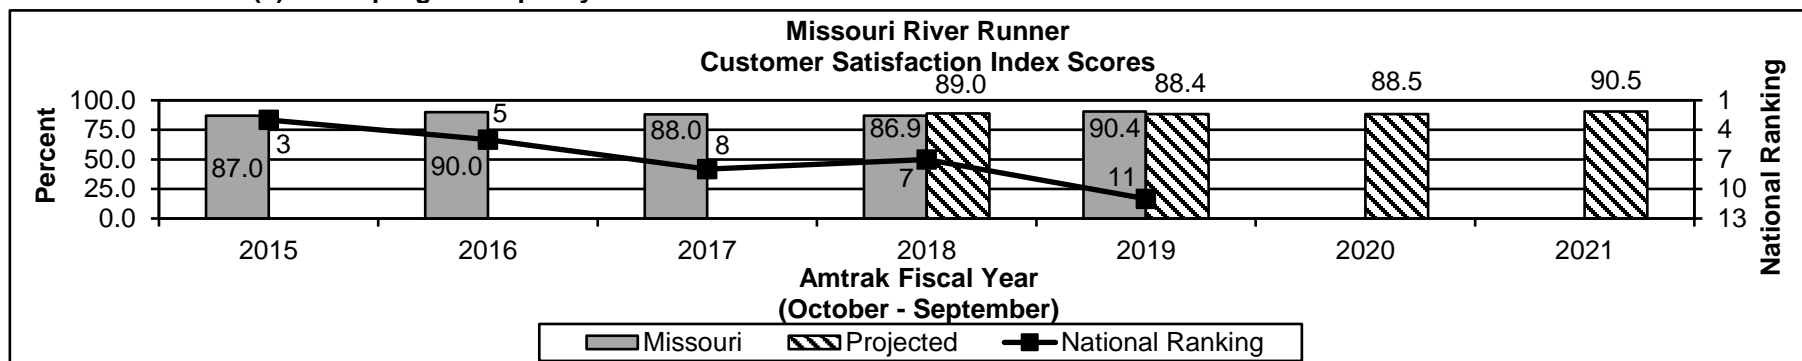 Missouri River Runner
Customer Satisfaction Index Scores
89.0 88.4 88.5 90.5
100.0 75.0 50.0 25.0 0.0
Percent
87.0 90.0 88.0 86.9 90.4
3 5 8 7 11
1 4 7 10 13
National Ranking
2015 2016 2017 2018 2019 2020 2021
Amtrak Fiscal Year
(October - September)
Missouri Projected National Ranking